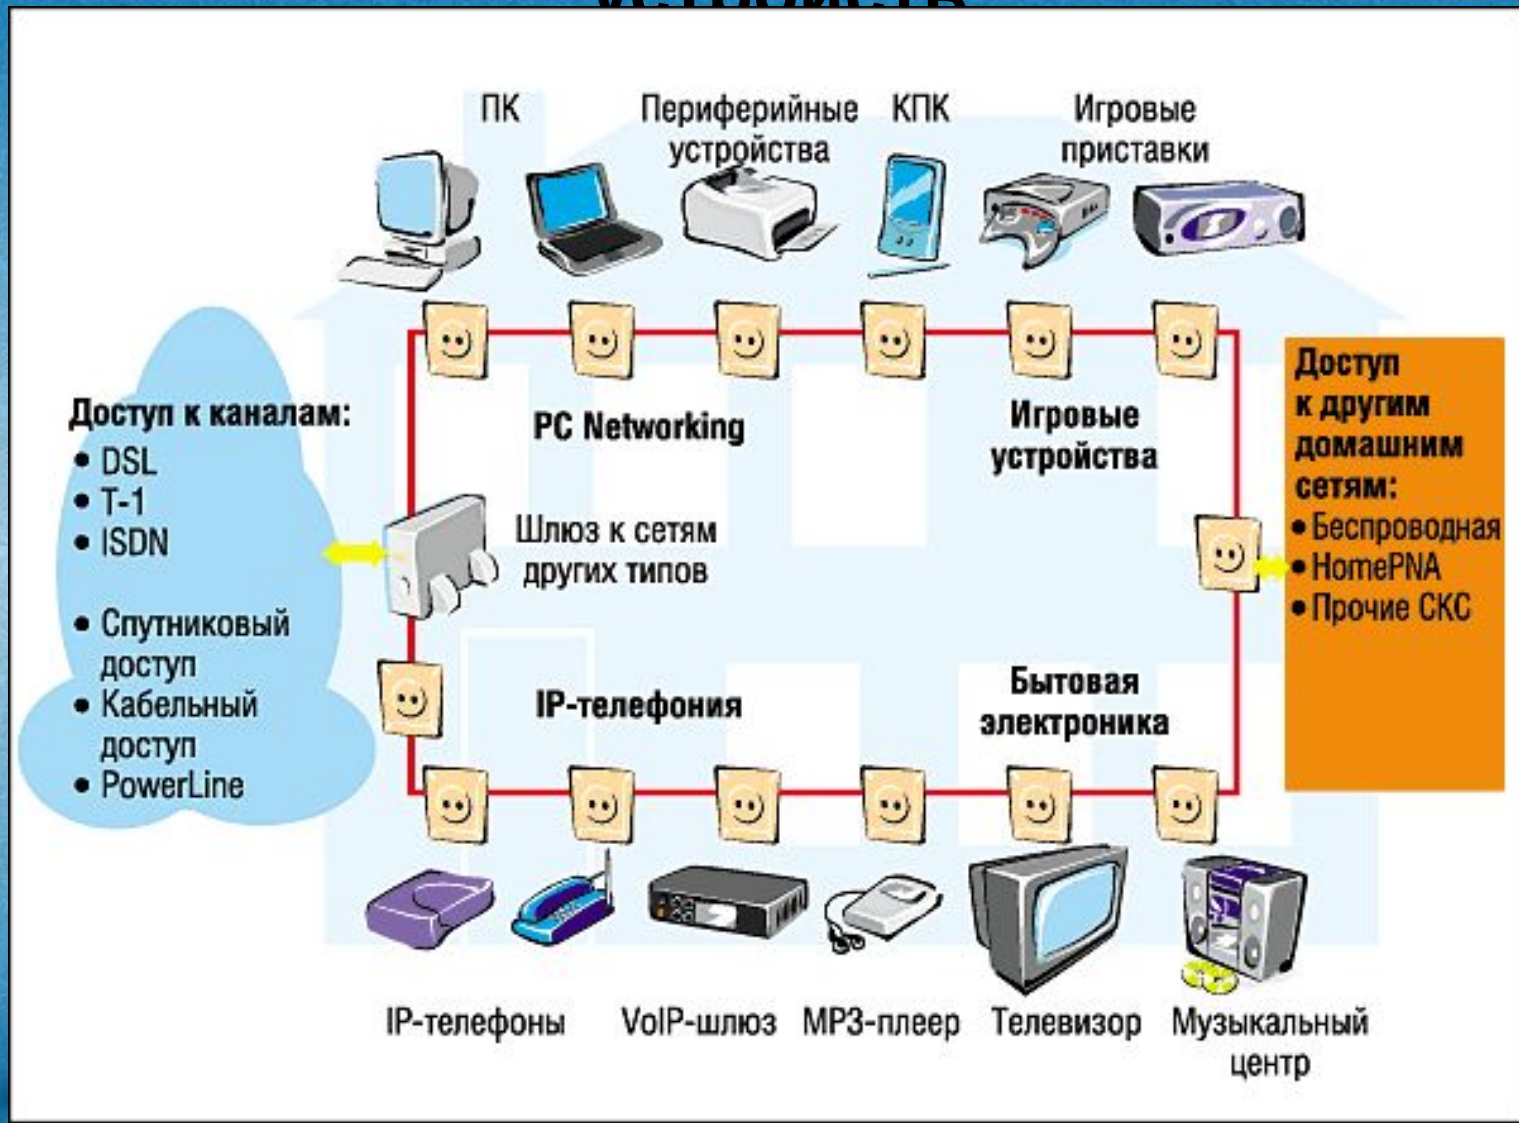 ПК
Периферийные
устройства
КПК
Игровые
приставки
Доступ к каналам:
• DSL
• T-1
• ISDN
• Спутниковый
доступ
• Кабельный
доступ
• PowerLine
PC Networking
Игровые
устройства
Шлюз к сетям
других типов
IP-телефония
Бытовая
электроника
Доступ
к другим
домашним
сетям:
• Беспроводная
• HomePNA
• Прочие СКС
IP-телефоны
VoIP-шлюз
MP3-плеер
Телевизор
Музыкальный
центр